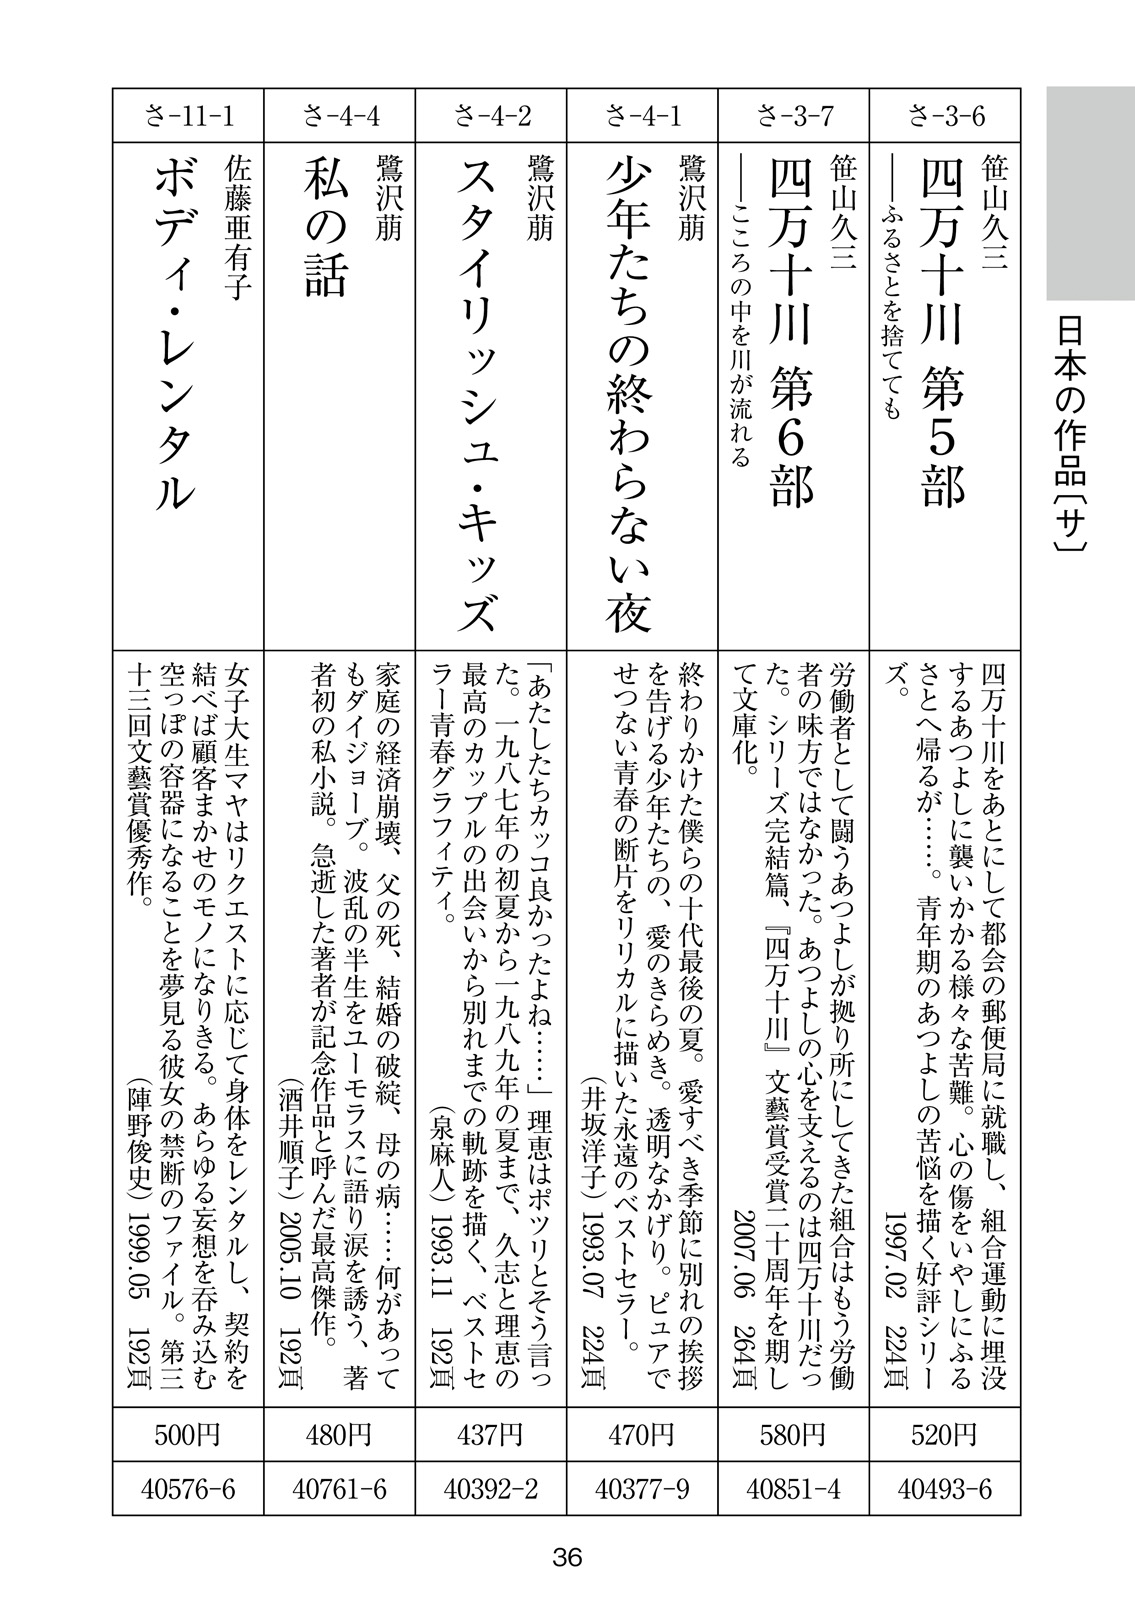 日本の作品〔サ〕
さ-3-6
笹山久三
四万十川 第5部
――ふるさとを捨てても
四万十川をあとにして都会の郵便局に就職し、組合運動に埋没
するあつよしに襲いかかる様々な苦難。心の傷をいやしにふる
さとへ帰るが……。青年期のあつよしの苦悩を描く好評シリー
ズ。
1997.02 224頁
520円
40493-6
さ-3-7
笹山久三
四万十川 第6部
――こころの中を川が流れる
労働者として闘うあつよしが拠り所にしてきた組合はもう労働
者の味方ではなかった。あつよしの心を支えるのは四万十川だっ
た。シリーズ完結篇、『四万十川』文藝賞受賞二十周年を期し
て文庫化。
2007.06 264頁
580円
40851-4
さ-4-1
鷺沢萠
少年たちの終わらない夜
終わりかけた僕らの十代最後の夏。愛すべき季節に別れの挨拶
を告げる少年たちの、愛のきらめき。透明なかげり。ピュアで
せつない青春の断片をリリカルに描いた永遠のベストセラー。
(井坂洋子) 1993.07 224頁
470円
40377-9
さ-4-2
鷺沢萠
スタイリッシュ・キッズ
「あたしたちカッコ良かったよね……」理恵はポツリとそう言っ
た。一九八七年の初夏から一九八九年の夏まで、久志と理恵の
最高のカップルの出会いから別れまでの軌跡を描く、ベストセ
ラー青春グラフィティ。
(泉麻人) 1993.11 192頁
437円
40392-2
さ-4-4
鷺沢萠
私の話
家庭の経済崩壊、父の死、結婚の破綻、母の病……何があって
もダイジョーブ。波乱の半生をユーモラスに語り涙を誘う、著
者初の私小説。急逝した著者が記念作品と呼んだ最高傑作。
(酒井順子) 2005.10 192頁
480円
40761-6
さ-11-1
佐藤亜有子
ボディ・レンタル
女子大生マヤはリクエストに応じて身体をレンタルし、契約を
結べば顧客まかせのモノになりきる。あらゆる妄想を呑み込む
空っぽの容器になることを夢見る彼女の禁断のファイル。第三
十三回文藝賞優秀作。
(陣野俊史) 1999.05 192頁
500円
40576-6
36